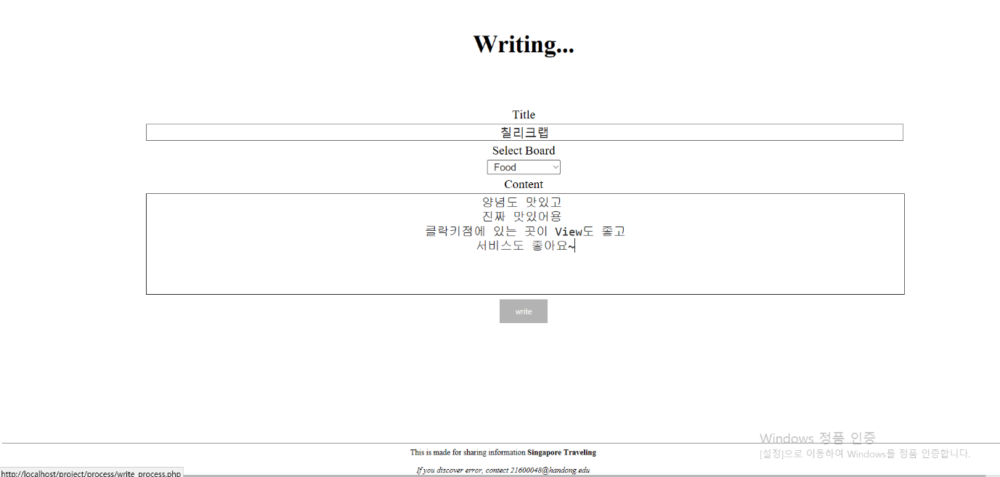 Writing...
Title
칠리크랩
Select Board
Food
Content
양념도 맛있고
진짜 맛있어용
클락키점에 있는 곳이 View도 좋고
서비스도 좋아요~
write
Windows 정품 인증
[설정]으로 이동하여 Windows를 정품 인증합니다.
This is made for sharing information Singapore Traveling
If you discover error, contect 21600048@handong.edu
http://localhost/project/process/write_process.php